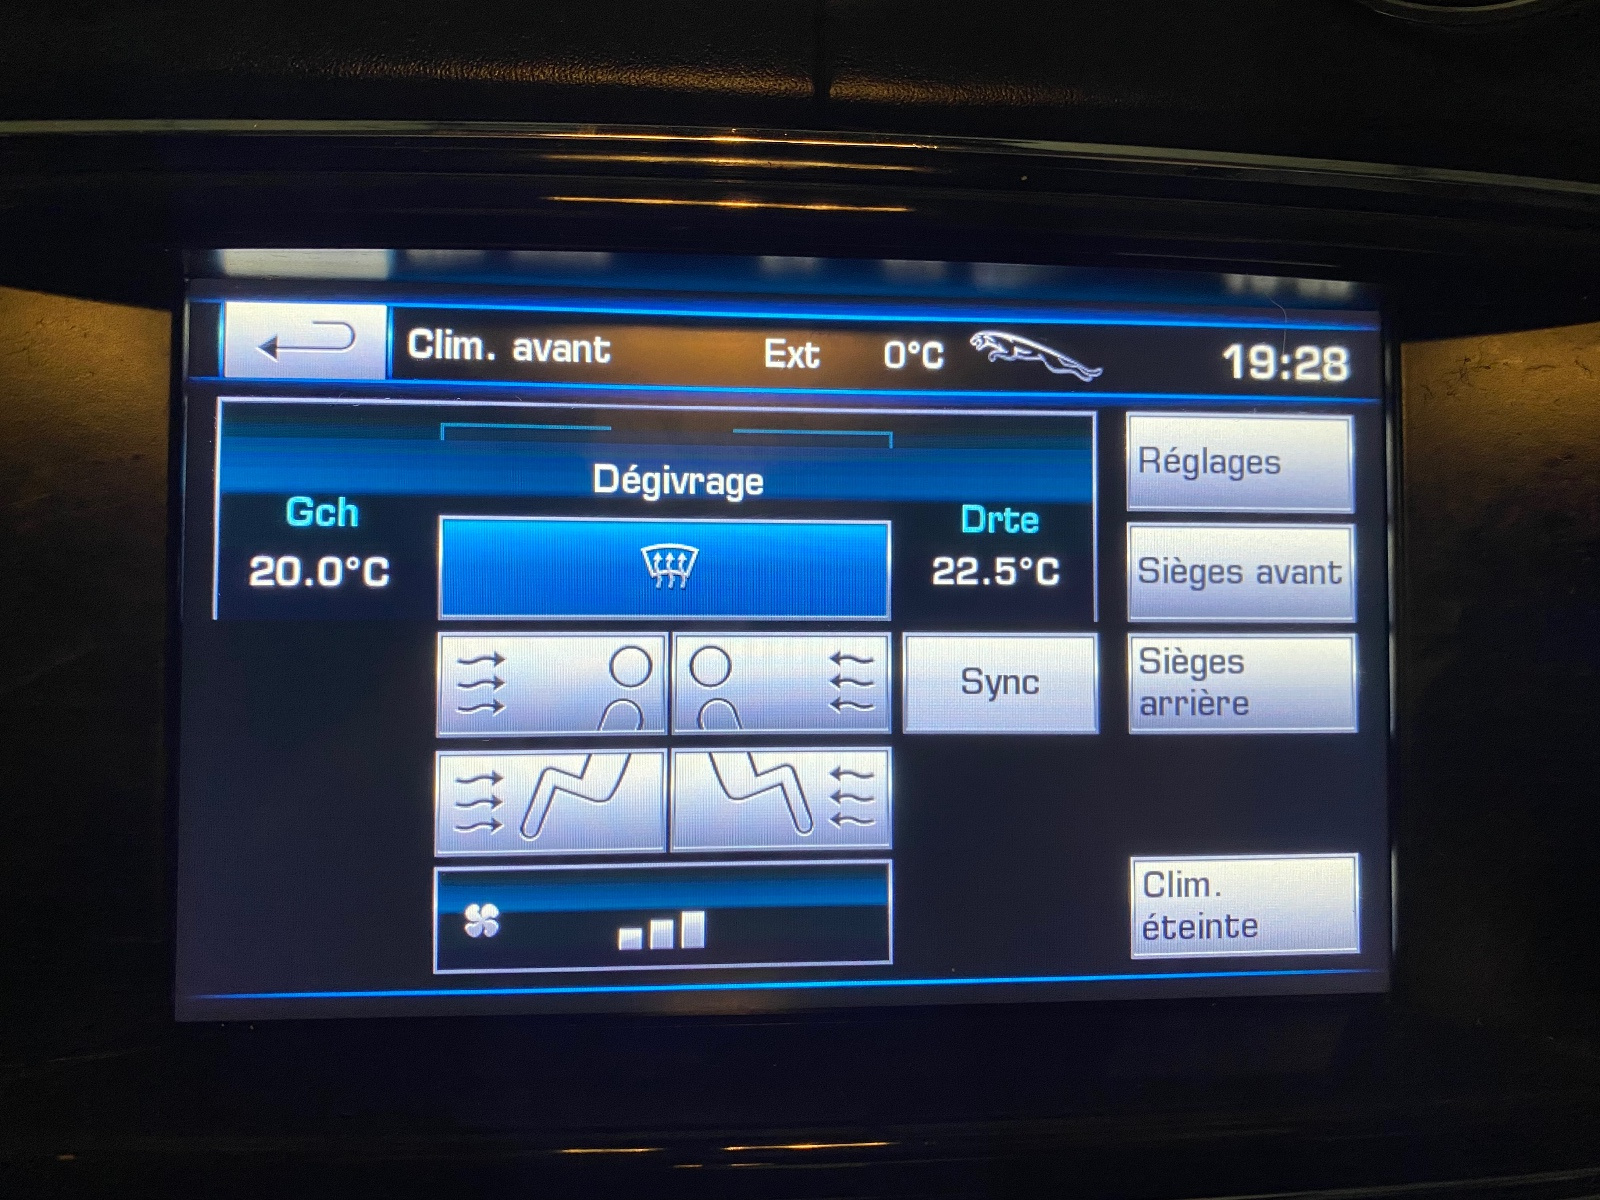 Clim. avant Ext 0°C 19:28
Dégivrage
Gch
20.0°C
Drte
22.5°C
Sync
Réglages
Sièges avant
Sièges
arrière
Clim.
éteinte